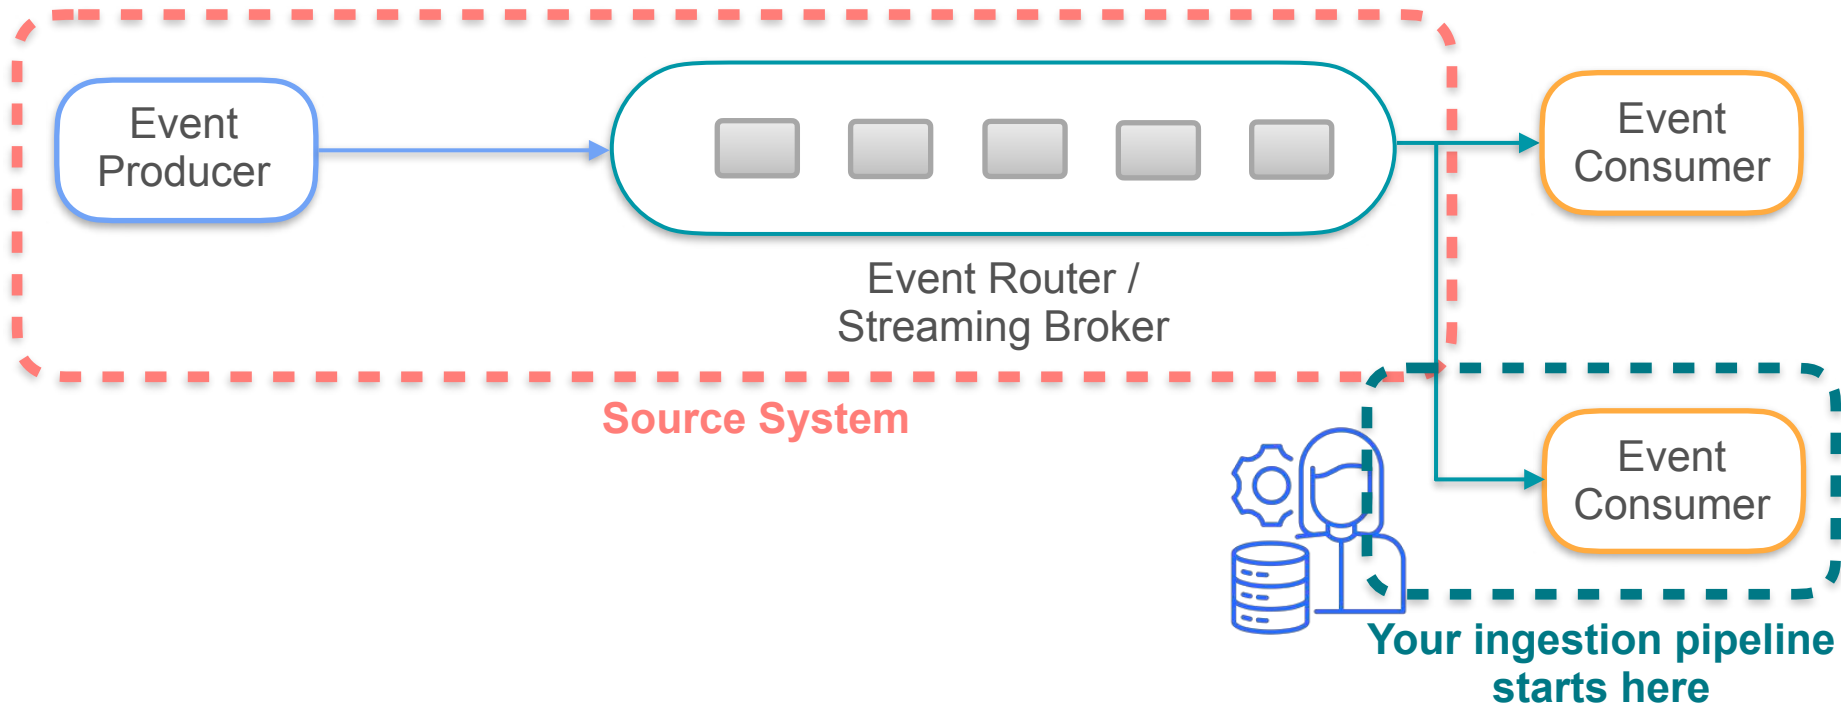 Event
Producer
Event Router /
Streaming Broker
Event
Consumer
Source System
Event
Consumer
Your ingestion pipeline
starts here